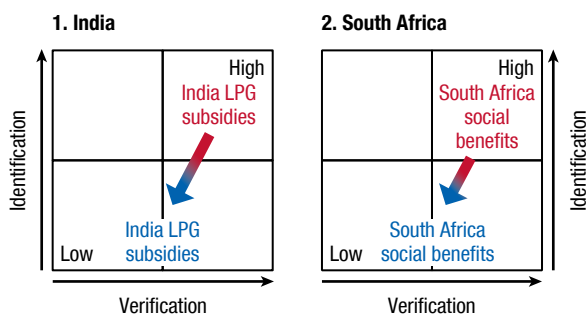 1. India
High
India LPG
subsidies
Identification
India LPG
subsidies
Low
Verification
2. South Africa
High
South Africa
social
benefits
Identification
South Africa
social benefits
Low
Verification